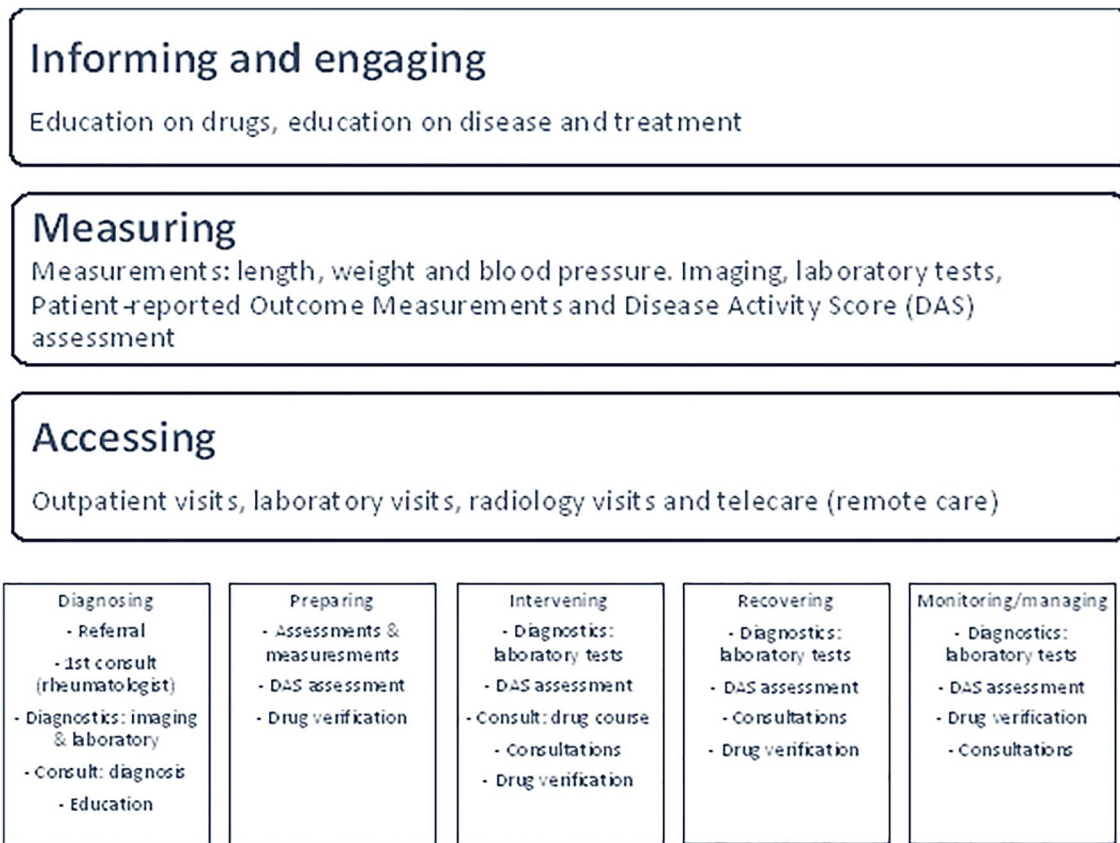 Informing and engaging
Education on drugs, education on disease and treatment
Measuring
Measurements: length, weight and blood pressure. Imaging, laboratory tests,
Patient-reported Outcome Measurements and Disease Activity Score (DAS)
assessment
Accessing
Outpatient visits, laboratory visits, radiology visits and telecare (remote care)
Diagnosing
- Referral
- 1st consult
(rheumatologist)
- Diagnostics: imaging
& laboratory
- Consult: diagnosis
- Education
Preparing
- Assessments &
measuresments
- DAS assessment
- Drug verification
Intervening
- Diagnostics:
laboratory tests
- DAS assessment
- Consult: drug course
- Consultations
- Drug verification
Recovering
- Diagnostics:
laboratory tests
- DAS assessment
- Consultations
- Drug verification
Monitoring/managing
- Diagnostics:
laboratory tests
- DAS assessment
- Drug verification
- Consultations